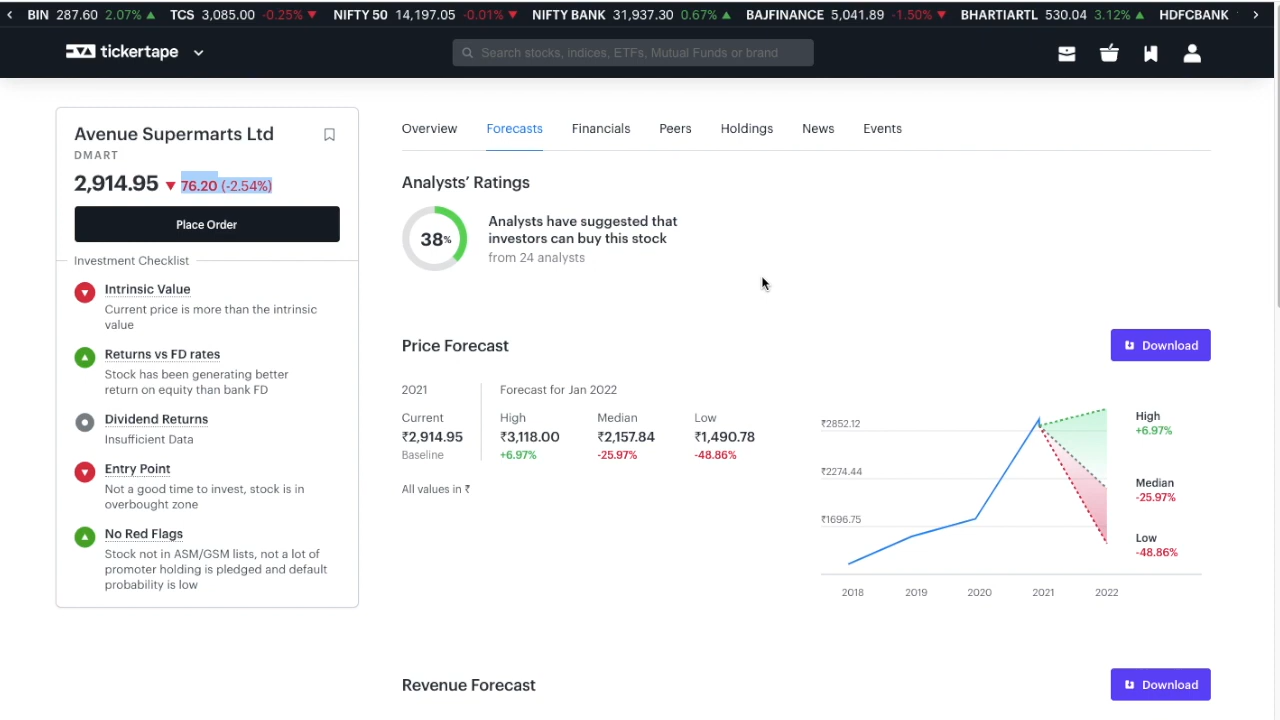 BIN 287.60 2.07% ▲ TCS 3,085.00 -0.25% ▼ NIFTY 50 14,197.05 -0.01% ▼ NIFTY BANK 31,937.30 0.67% ▲ BAJFINANCE 5,041.89 -1.50% ▼ BHARTIARTL 530.04 3.12% ▲ HDFCBANK
tickertape
Search stocks, indices, ETFs, Mutual Funds or brand
Avenue Supermarts Ltd
DMART
2,914.95 ▼ 76.20 (-2.54%)
Place Order
Investment Checklist
Intrinsic Value
Current price is more than the intrinsic
value
Returns vs FD rates
Stock has been generating better
return on equity than bank FD
Dividend Returns
Insufficient Data
Entry Point
Not a good time to invest, stock is in
overbought zone
No Red Flags
Stock not in ASM/GSM lists, not a lot of
promoter holding is pledged and default
probability is low
Overview Forecasts Financials Peers Holdings News Events
Analysts' Ratings
38%
Analysts have suggested that
investors can buy this stock
from 24 analysts
Price Forecast
Download
2021 Forecast for Jan 2022
Current High Median Low
₹2,914.95 ₹3,118.00 ₹2,157.84 ₹1,490.78
Baseline +6.97% -25.97% -48.86%
All values in ₹
₹2852.12
₹2274.44
₹1696.75
2018 2019 2020 2021 2022
High
+6.97%
Median
-25.97%
Low
-48.86%
Revenue Forecast
Download